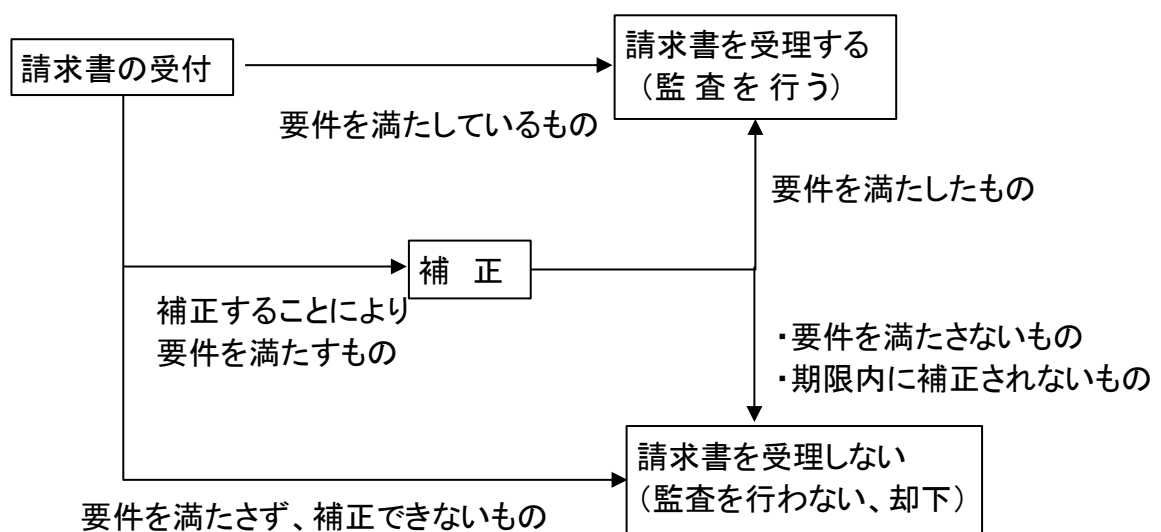 請求書の受付
請求書を受理する
（監 査 を 行 う）
要件を満たしているもの
要件を満たしたもの
補　正
補正することにより
要件を満たすもの
・要件を満たさないもの
・期限内に補正されないもの
請求書を受理しない
（監査を行わない、却下）
要件を満たさず、補正できないもの